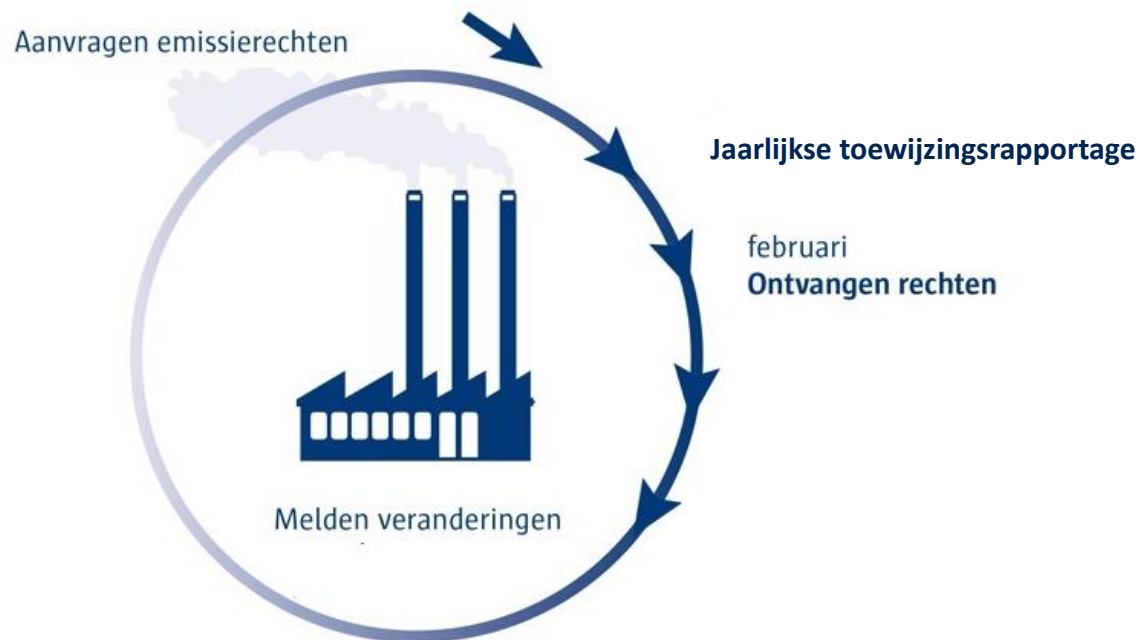 Aanvragen emissierechten
Jaarlijkse toewijzingsrapportage
februari
Ontvangen rechten
Melden veranderingen